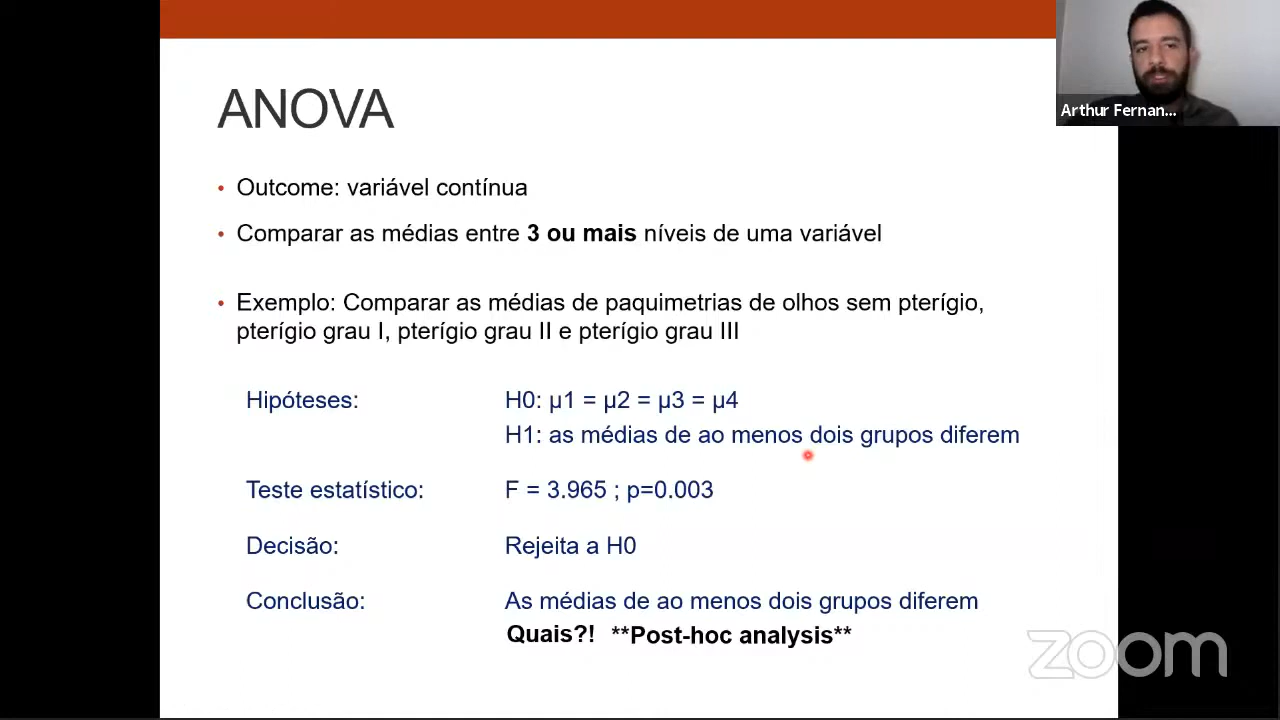 Arthur Fernan...
ANOVA
• Outcome: variável contínua
• Comparar as médias entre 3 ou mais níveis de uma variável
• Exemplo: Comparar as médias de paquimetrias de olhos sem pterígio,
pterígio grau I, pterígio grau II e pterígio grau III
Hipóteses: H0: µ1 = µ2 = µ3 = µ4
H1: as médias de ao menos dois grupos diferem
Teste estatístico: F = 3.965 ; p=0.003
Decisão: Rejeita a H0
Conclusão: As médias de ao menos dois grupos diferem
Quais?! **Post-hoc analysis**
zoom